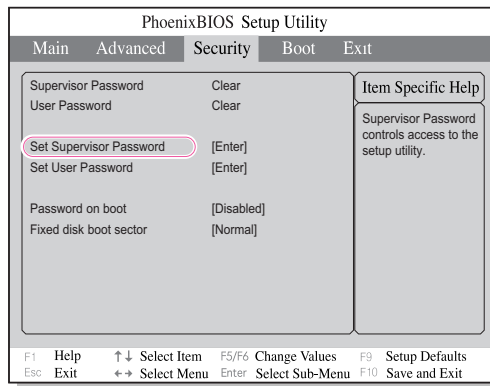 PhoenixBIOS Setup Utility
Main Advanced Security Boot Exit
Supervisor Password Clear
User Password Clear
Set Supervisor Password [Enter]
Set User Password [Enter]
Password on boot [Disabled]
Fixed disk boot sector [Normal]
Item Specific Help
Supervisor Password
controls access to the
setup utility.
F1 Help ↑↓ Select Item F5/F6 Change Values F9 Setup Defaults
Esc Exit ←→ Select Menu Enter Select Sub-Menu F10 Save and Exit